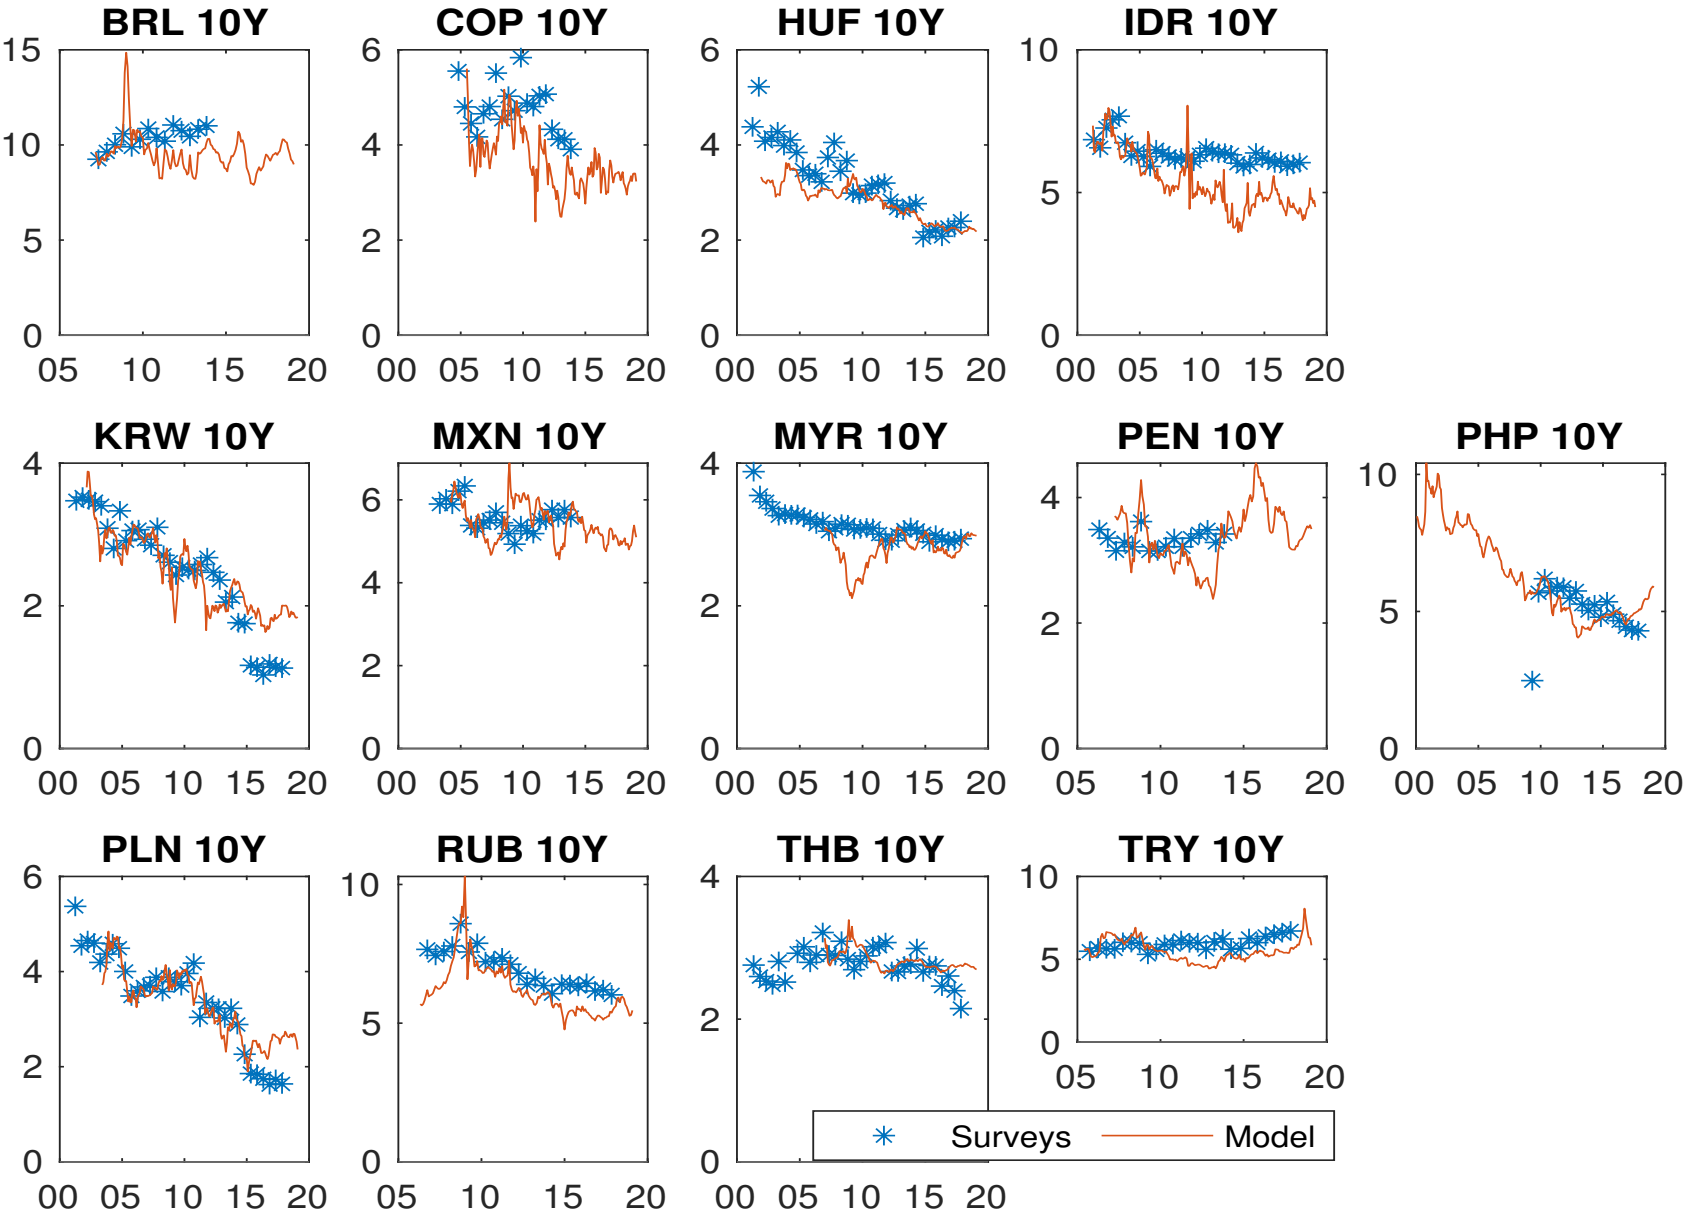 BRL 10Y
COP 10Y
HUF 10Y
IDR 10Y
15
10
5
0
05 10 15 20
6
4
2
0
00 05 10 15 20
6
4
2
0
00 05 10 15 20
10
5
0
00 05 10 15 20
KRW 10Y
MXN 10Y
MYR 10Y
PEN 10Y
PHP 10Y
4
2
0
00 05 10 15 20
6
4
2
0
00 05 10 15 20
4
2
0
00 05 10 15 20
4
2
0
05 10 15 20
10
5
0
00 05 10 15 20
PLN 10Y
RUB 10Y
THB 10Y
TRY 10Y
6
4
2
0
00 05 10 15 20
10
5
0
05 10 15 20
4
2
0
00 05 10 15 20
10
5
0
05 10 15 20
Surveys Model